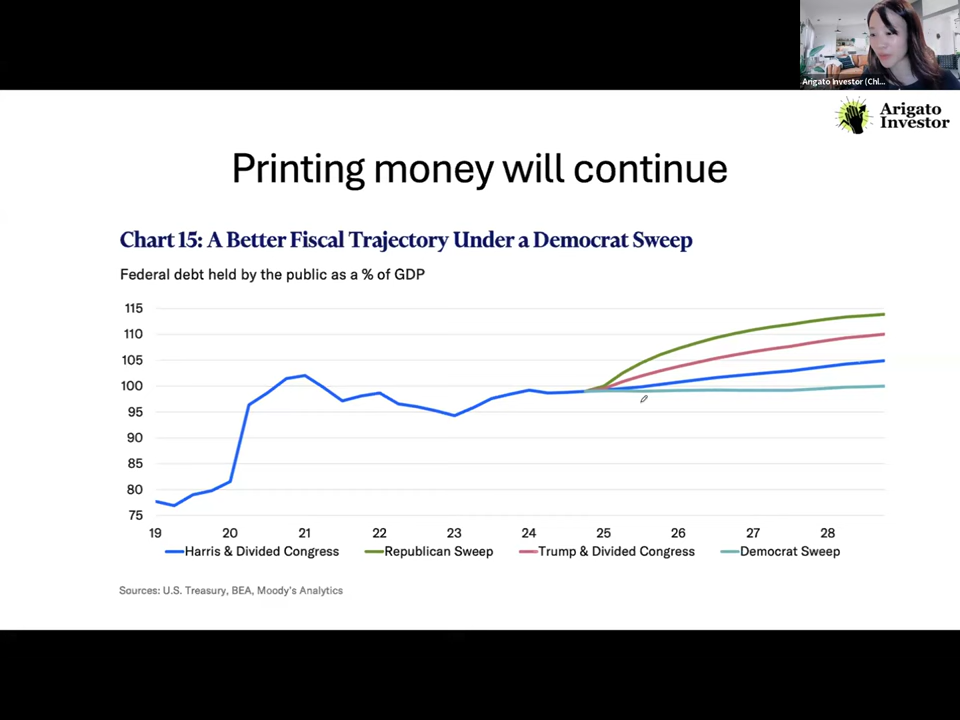 Arigato Investor (Chl...
Arigato
Investor
Printing money will continue
Chart 15: A Better Fiscal Trajectory Under a Democrat Sweep
Federal debt held by the public as a % of GDP
115
110
105
100
95
90
85
80
75
19 20 21 22 23 24 25 26 27 28
Harris & Divided Congress Republican Sweep Trump & Divided Congress Democrat Sweep
Sources: U.S. Treasury, BEA, Moody's Analytics